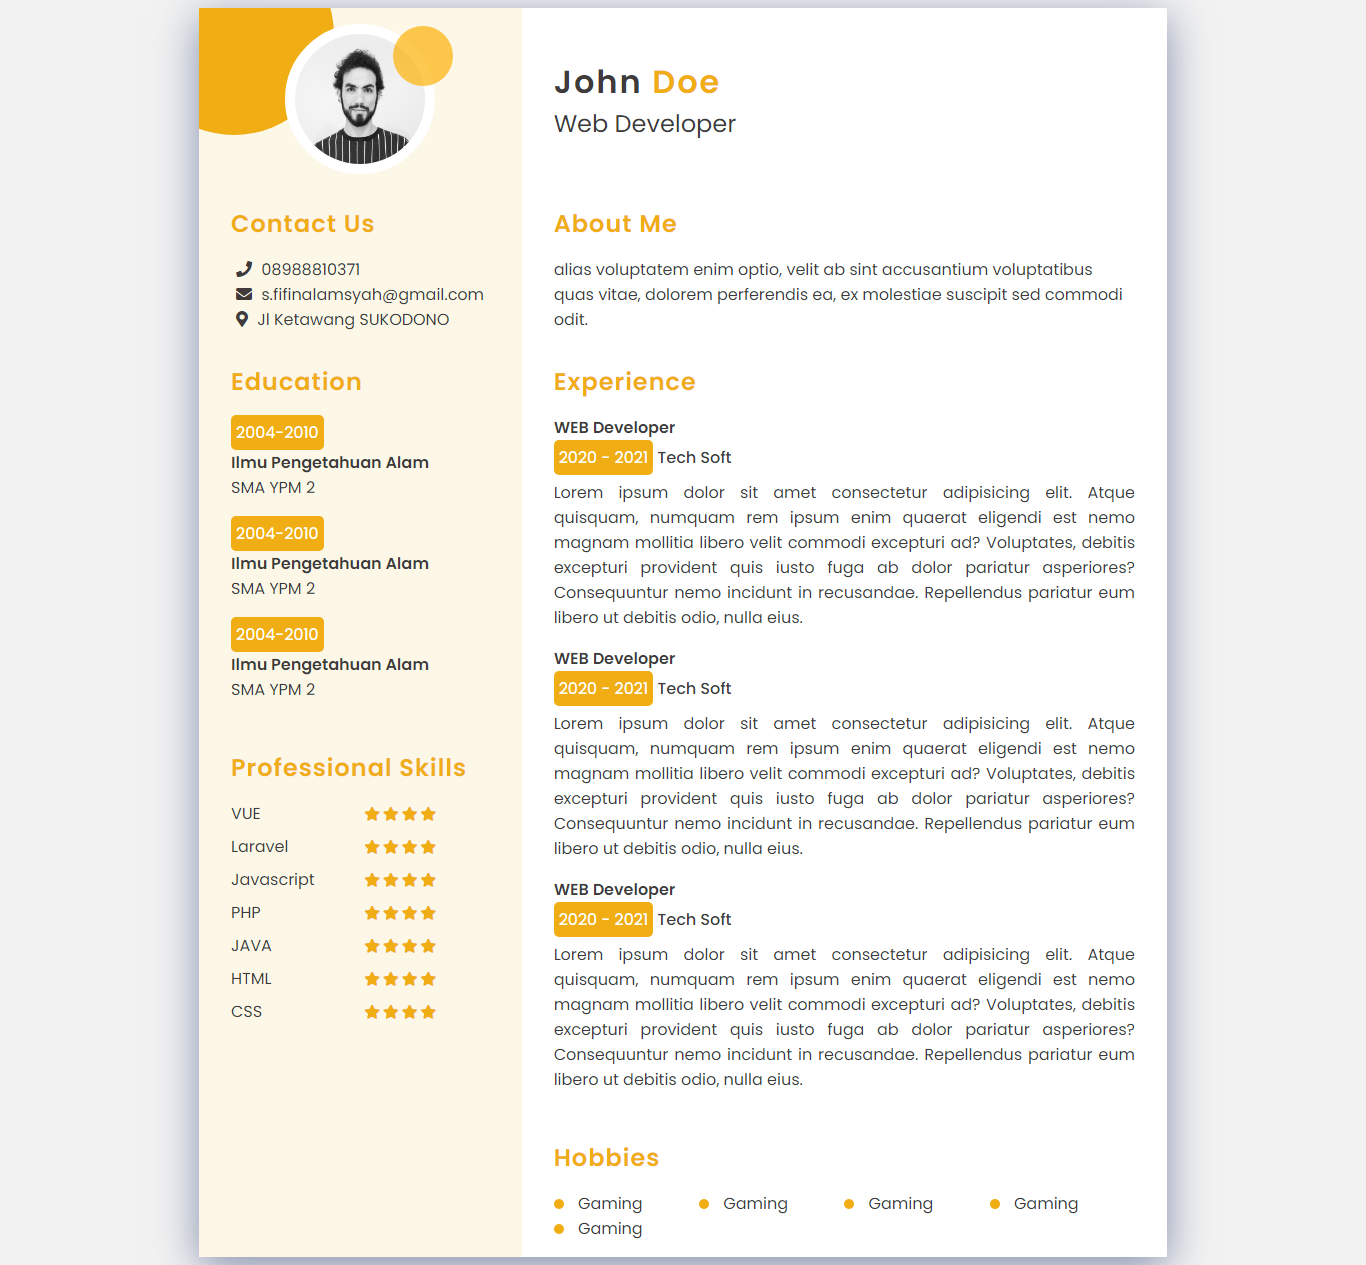 John Doe
Web Developer
Contact Us
08988810371
s.fifinalamsyah@gmail.com
Jl Ketawang SUKODONO
Education
2004-2010
Ilmu Pengetahuan Alam
SMA YPM 2
2004-2010
Ilmu Pengetahuan Alam
SMA YPM 2
2004-2010
Ilmu Pengetahuan Alam
SMA YPM 2
Professional Skills
VUE
Laravel
Javascript
PHP
JAVA
HTML
CSS
About Me
alias voluptatem enim optio, velit ab sint accusantium voluptatibus
quas vitae, dolorem perferendis ea, ex molestiae suscipit sed commodi
odit.
Experience
WEB Developer
2020 - 2021 Tech Soft
Lorem ipsum dolor sit amet consectetur adipisicing elit. Atque
quisquam, numquam rem ipsum enim quaerat eligendi est nemo
magnam mollitia libero velit commodi excepturi ad? Voluptates, debitis
excepturi provident quis iusto fuga ab dolor pariatur asperiores?
Consequuntur nemo incidunt in recusandae. Repellendus pariatur eum
libero ut debitis odio, nulla eius.
WEB Developer
2020 - 2021 Tech Soft
Lorem ipsum dolor sit amet consectetur adipisicing elit. Atque
quisquam, numquam rem ipsum enim quaerat eligendi est nemo
magnam mollitia libero velit commodi excepturi ad? Voluptates, debitis
excepturi provident quis iusto fuga ab dolor pariatur asperiores?
Consequuntur nemo incidunt in recusandae. Repellendus pariatur eum
libero ut debitis odio, nulla eius.
WEB Developer
2020 - 2021 Tech Soft
Lorem ipsum dolor sit amet consectetur adipisicing elit. Atque
quisquam, numquam rem ipsum enim quaerat eligendi est nemo
magnam mollitia libero velit commodi excepturi ad? Voluptates, debitis
excepturi provident quis iusto fuga ab dolor pariatur asperiores?
Consequuntur nemo incidunt in recusandae. Repellendus pariatur eum
libero ut debitis odio, nulla eius.
Hobbies
Gaming Gaming Gaming Gaming
Gaming